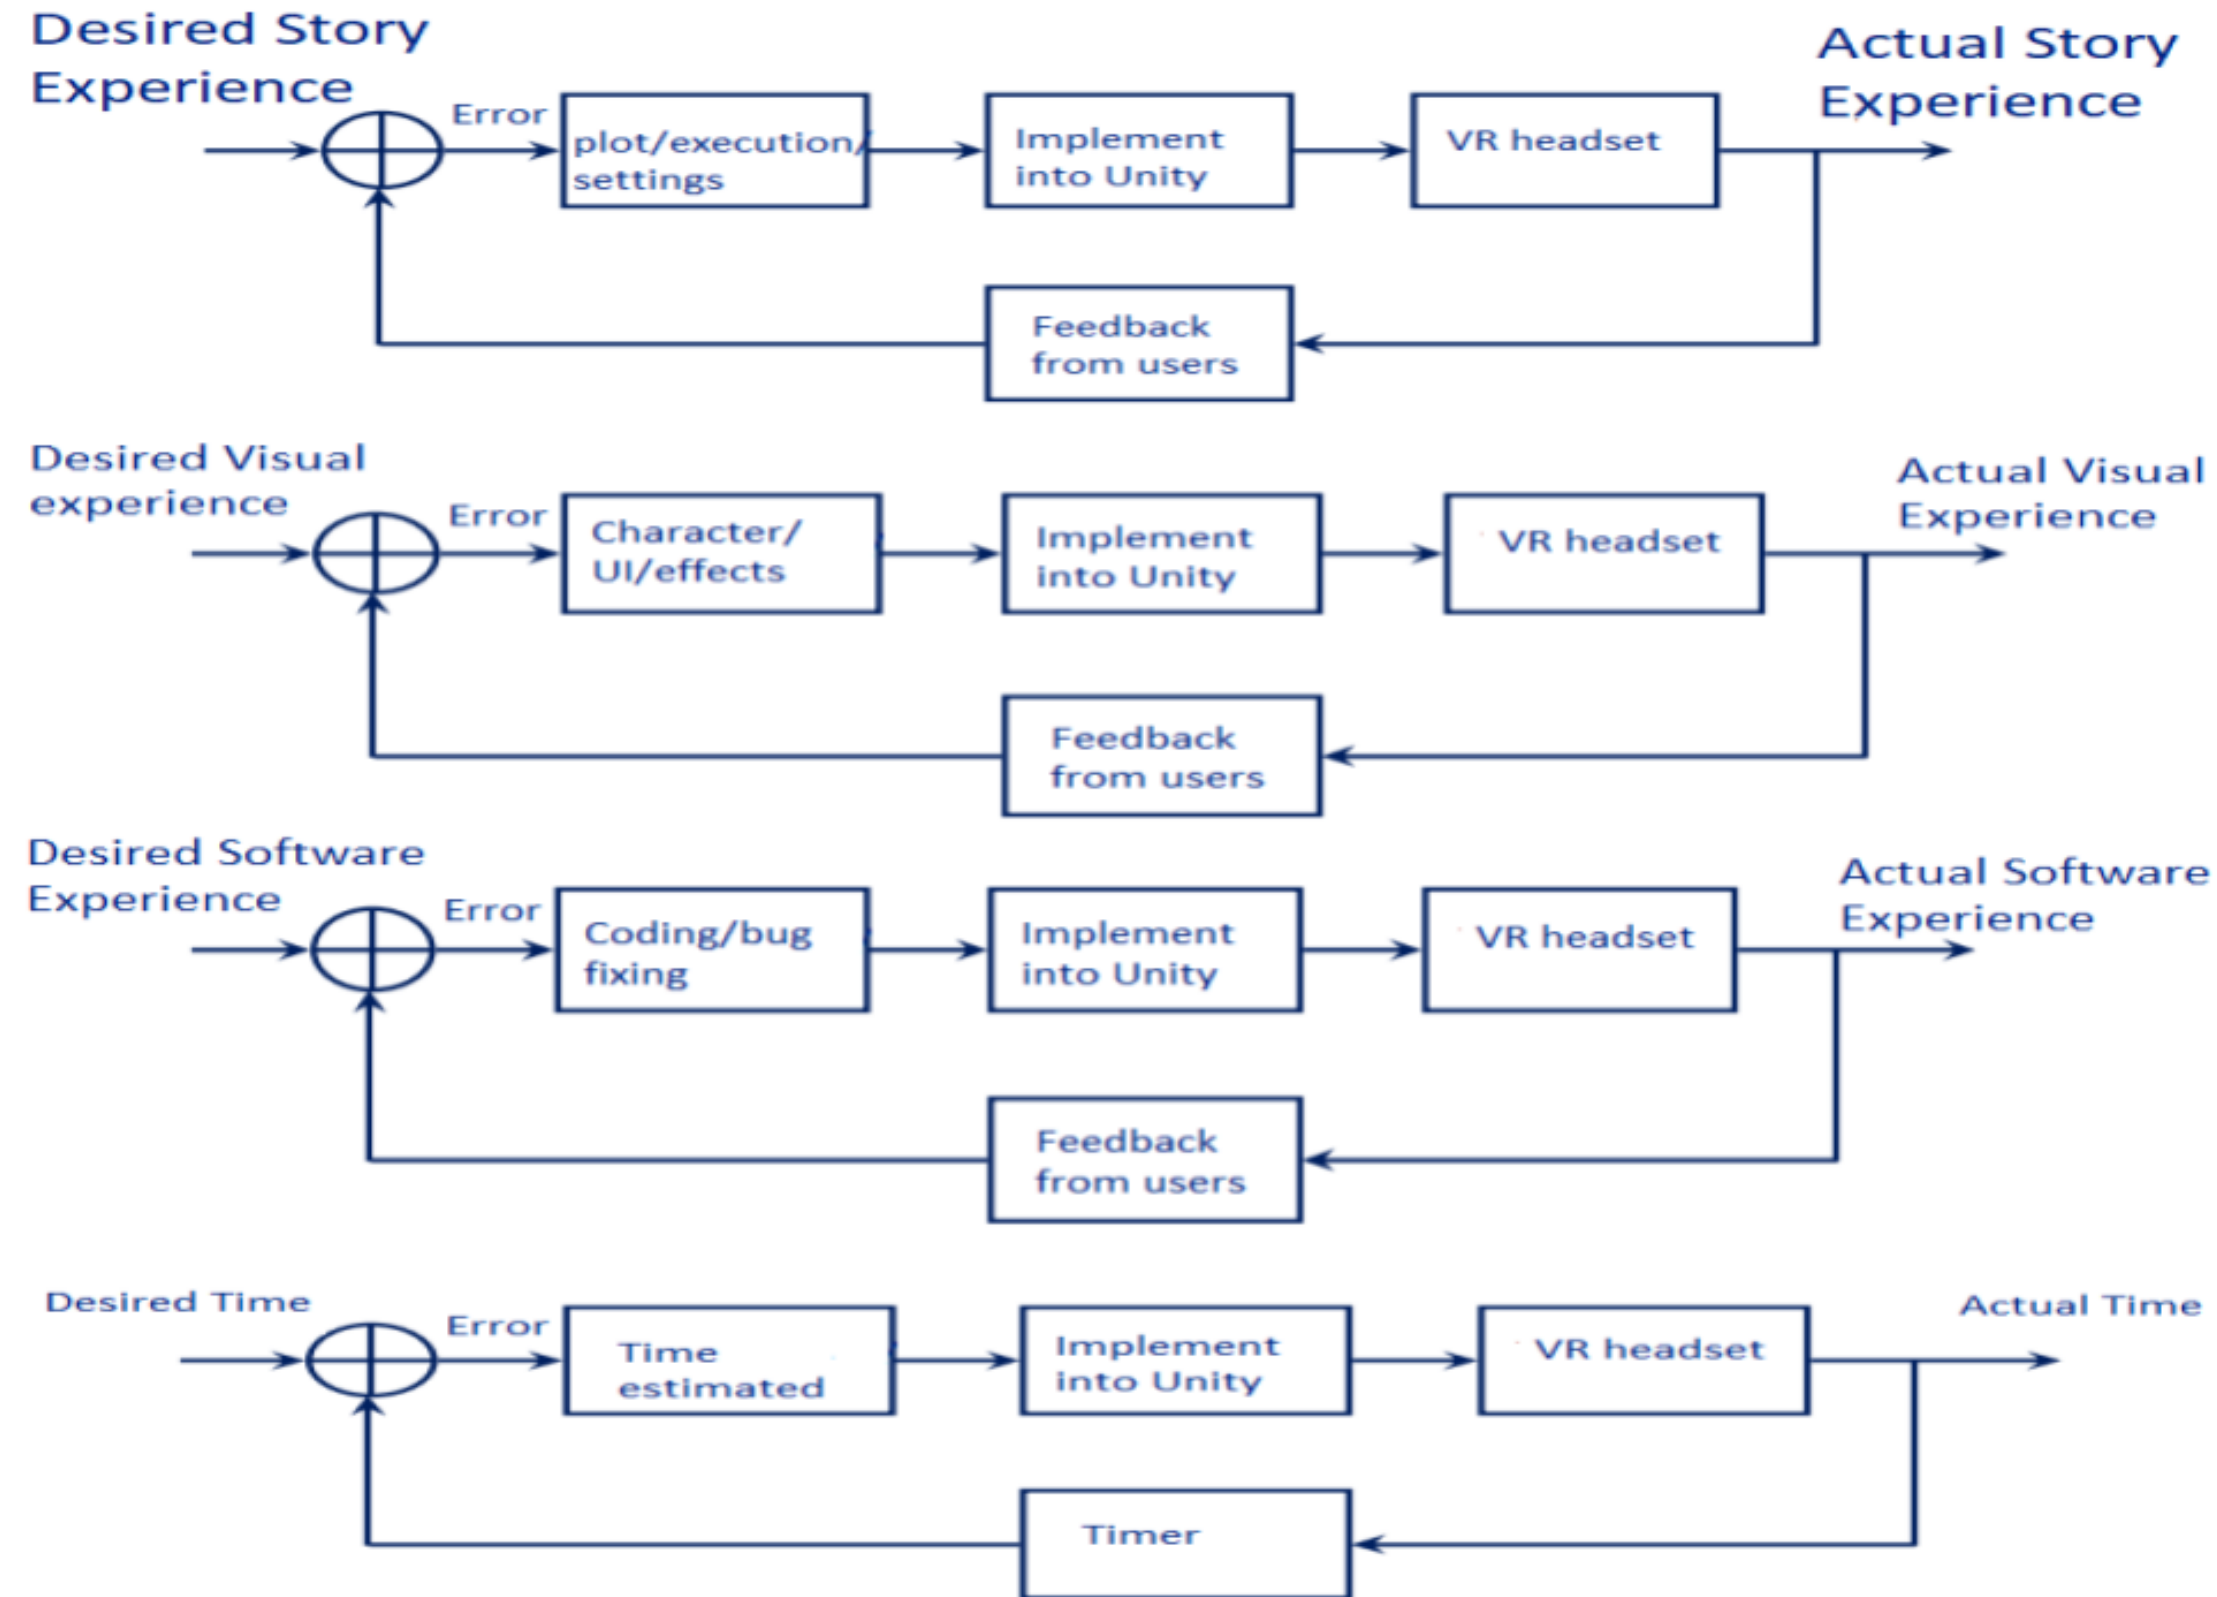 Desired Story
Experience
Actual Story
Experience
Error
plot/execution/
settings
Implement
into Unity
VR headset
Feedback
from users
Desired Visual
experience
Actual Visual
Experience
Error
Character/
UI/effects
Implement
into Unity
VR headset
Feedback
from users
Desired Software
Experience
Actual Software
Experience
Error
Coding/bug
fixing
Implement
into Unity
VR headset
Feedback
from users
Desired Time
Actual Time
Error
Time
estimated
Implement
into Unity
VR headset
Timer